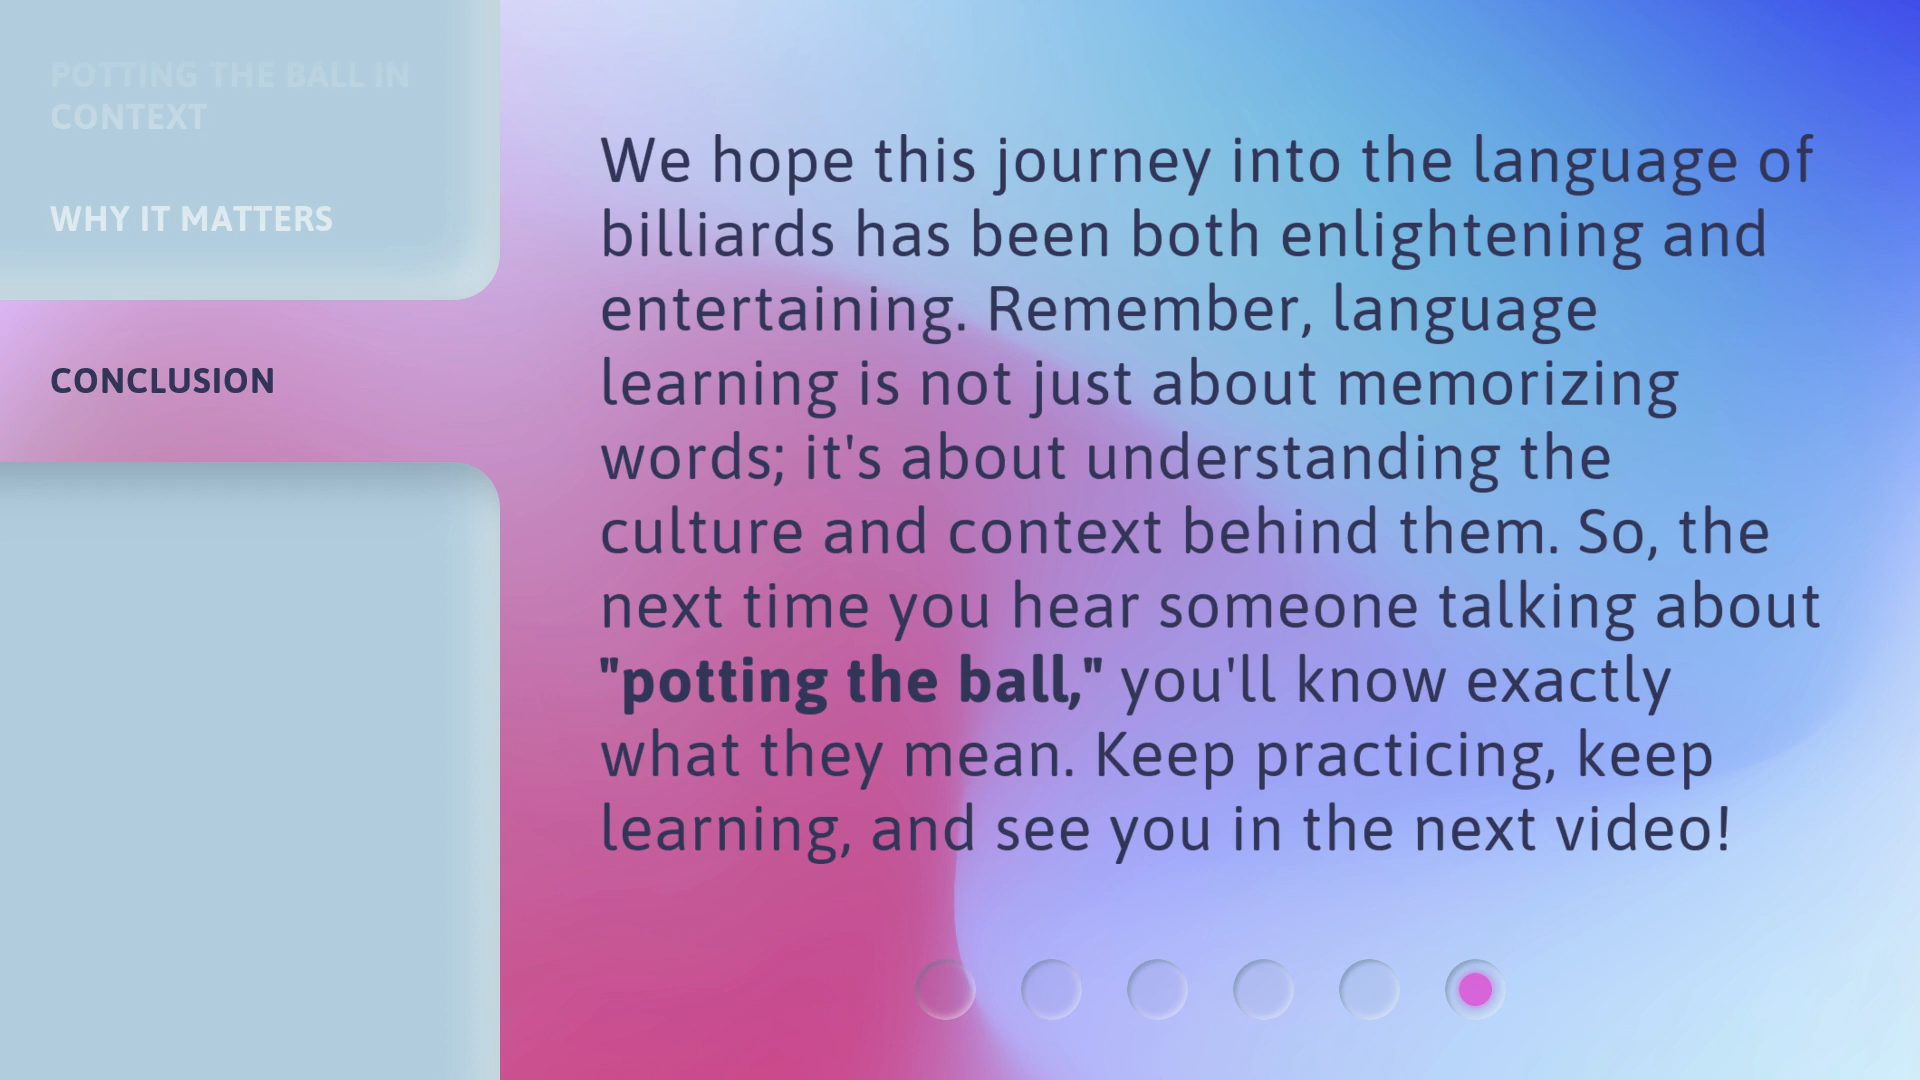 POTTING THE BALL IN
CONTEXT
WHY IT MATTERS
CONCLUSION
We hope this journey into the language of
billiards has been both enlightening and
entertaining. Remember, language
learning is not just about memorizing
words; it's about understanding the
culture and context behind them. So, the
next time you hear someone talking about
"potting the ball," you'll know exactly
what they mean. Keep practicing, keep
learning, and see you in the next video!